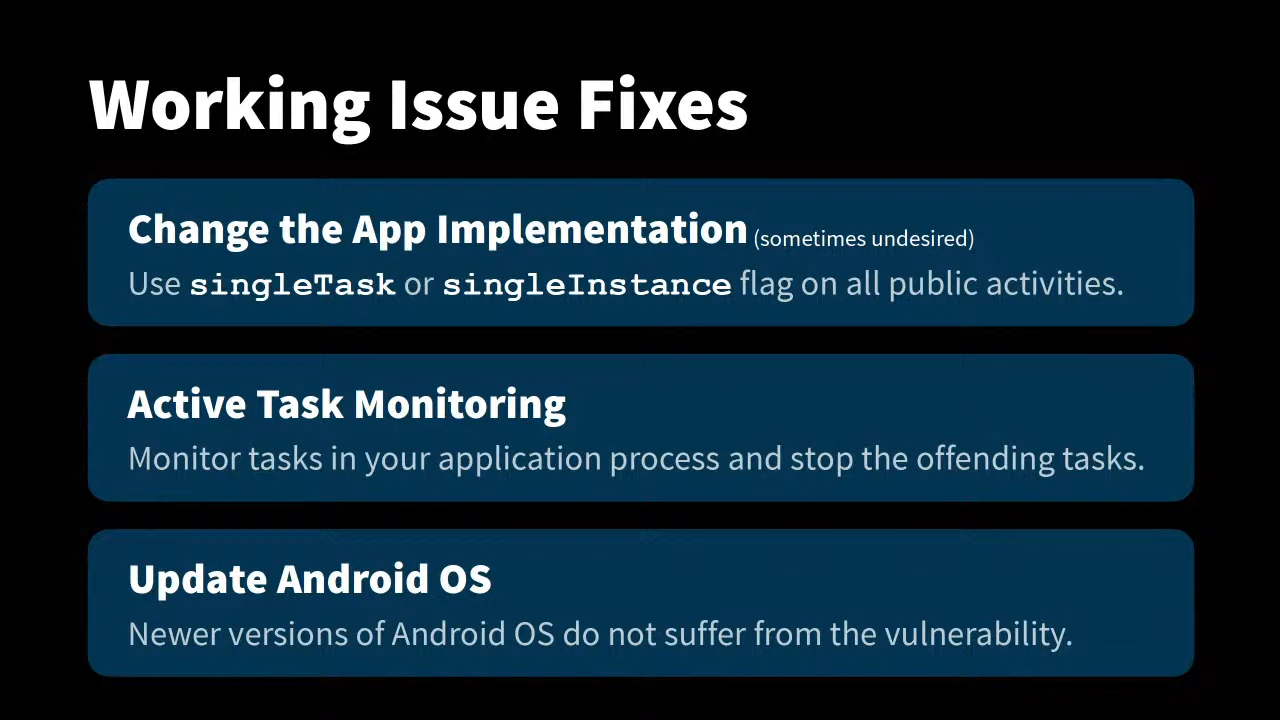 Working Issue Fixes
Change the App Implementation (sometimes undesired)
Use singleTask or singleInstance flag on all public activities.
Active Task Monitoring
Monitor tasks in your application process and stop the offending tasks.
Update Android OS
Newer versions of Android OS do not suffer from the vulnerability.